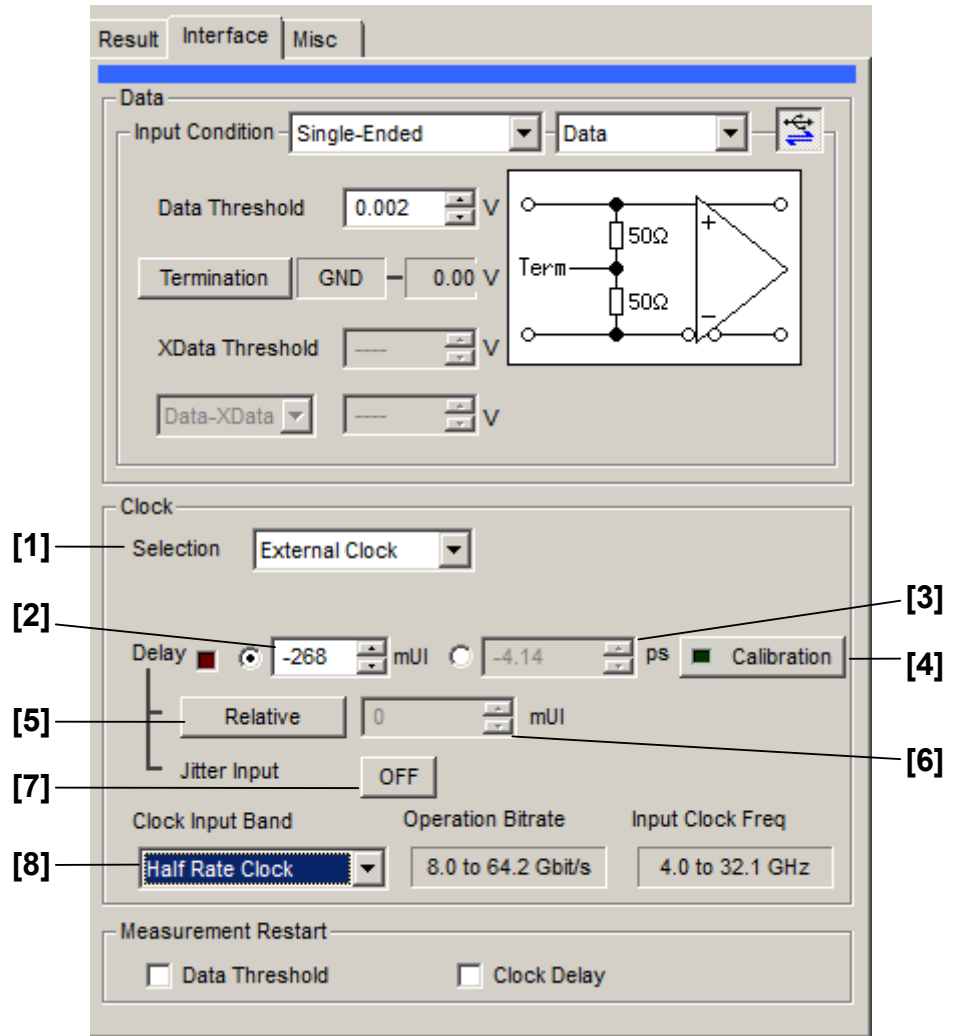 Result Interface Misc
Data
Input Condition Single-Ended Data
Data Threshold 0.002 V
Termination GND 0.00 V
Term 50Ω
50Ω
+
−
XData Threshold ---- V
Data-XData ---- V
Clock
[1] Selection External Clock
[2] [3]
Delay -268 mUI -4.14 ps Calibration [4]
[5] Relative 0 mUI [6]
[7] Jitter Input OFF
Clock Input Band Operation Bitrate Input Clock Freq
[8] Half Rate Clock 8.0 to 64.2 Gbit/s 4.0 to 32.1 GHz
Measurement Restart
Data Threshold Clock Delay